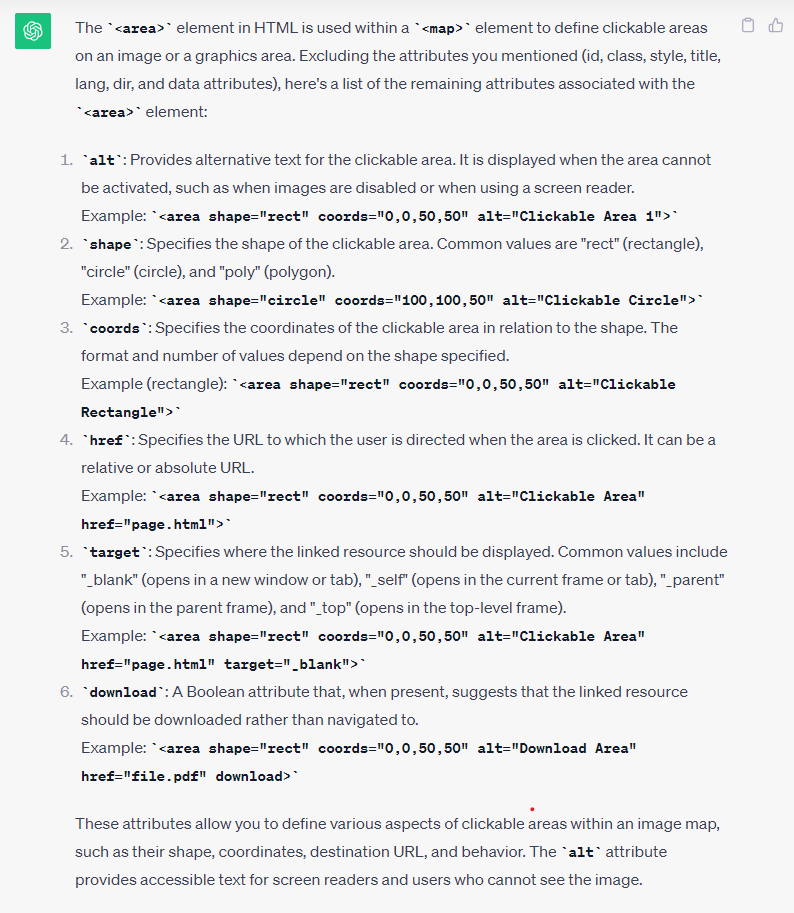 The `<area>` element in HTML is used within a `<map>` element to define clickable areas
on an image or a graphics area. Excluding the attributes you mentioned (id, class, style, title,
lang, dir, and data attributes), here's a list of the remaining attributes associated with the
`<area>` element:
1. `alt`: Provides alternative text for the clickable area. It is displayed when the area cannot
be activated, such as when images are disabled or when using a screen reader.
Example: `<area shape="rect" coords="0,0,50,50" alt="Clickable Area 1">`
2. `shape`: Specifies the shape of the clickable area. Common values are "rect" (rectangle),
"circle" (circle), and "poly" (polygon).
Example: `<area shape="circle" coords="100,100,50" alt="Clickable Circle">`
3. `coords`: Specifies the coordinates of the clickable area in relation to the shape. The
format and number of values depend on the shape specified.
Example (rectangle): `<area shape="rect" coords="0,0,50,50" alt="Clickable
Rectangle">`
4. `href`: Specifies the URL to which the user is directed when the area is clicked. It can be a
relative or absolute URL.
Example: `<area shape="rect" coords="0,0,50,50" alt="Clickable Area"
href="page.html">`
5. `target`: Specifies where the linked resource should be displayed. Common values include
"_blank" (opens in a new window or tab), "_self" (opens in the current frame or tab), "_parent"
(opens in the parent frame), and "_top" (opens in the top-level frame).
Example: `<area shape="rect" coords="0,0,50,50" alt="Clickable Area"
href="page.html" target="_blank">`
6. `download`: A Boolean attribute that, when present, suggests that the linked resource
should be downloaded rather than navigated to.
Example: `<area shape="rect" coords="0,0,50,50" alt="Download Area"
href="file.pdf" download>`
These attributes allow you to define various aspects of clickable areas within an image map,
such as their shape, coordinates, destination URL, and behavior. The `alt` attribute
provides accessible text for screen readers and users who cannot see the image.